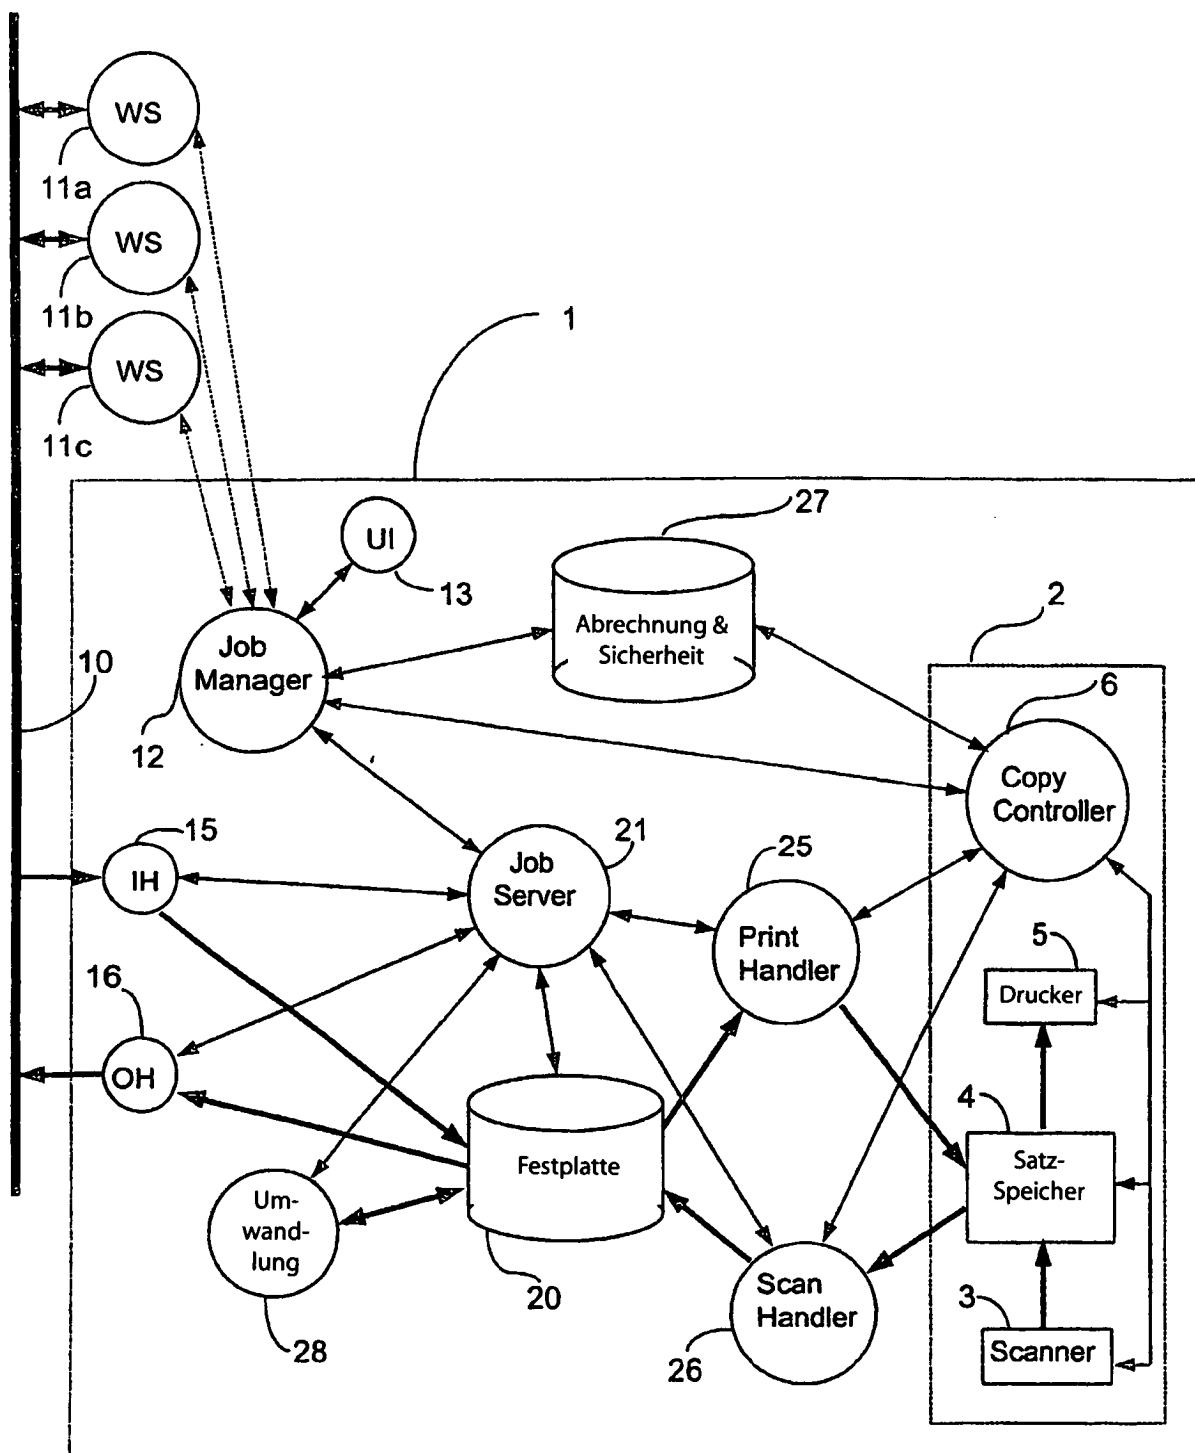 WS
11a
WS
11b
WS
11c
1
27
UI
13
Abrechnung &
Sicherheit
2
Job
Manager
10
12
6
Copy
Controller
15
IH
21
Job
Server
25
Print
Handler
5
Drucker
16
OH
4
Satz-
Speicher
Festplatte
20
Um-
wand-
lung
28
Scan
Handler
26
3
Scanner